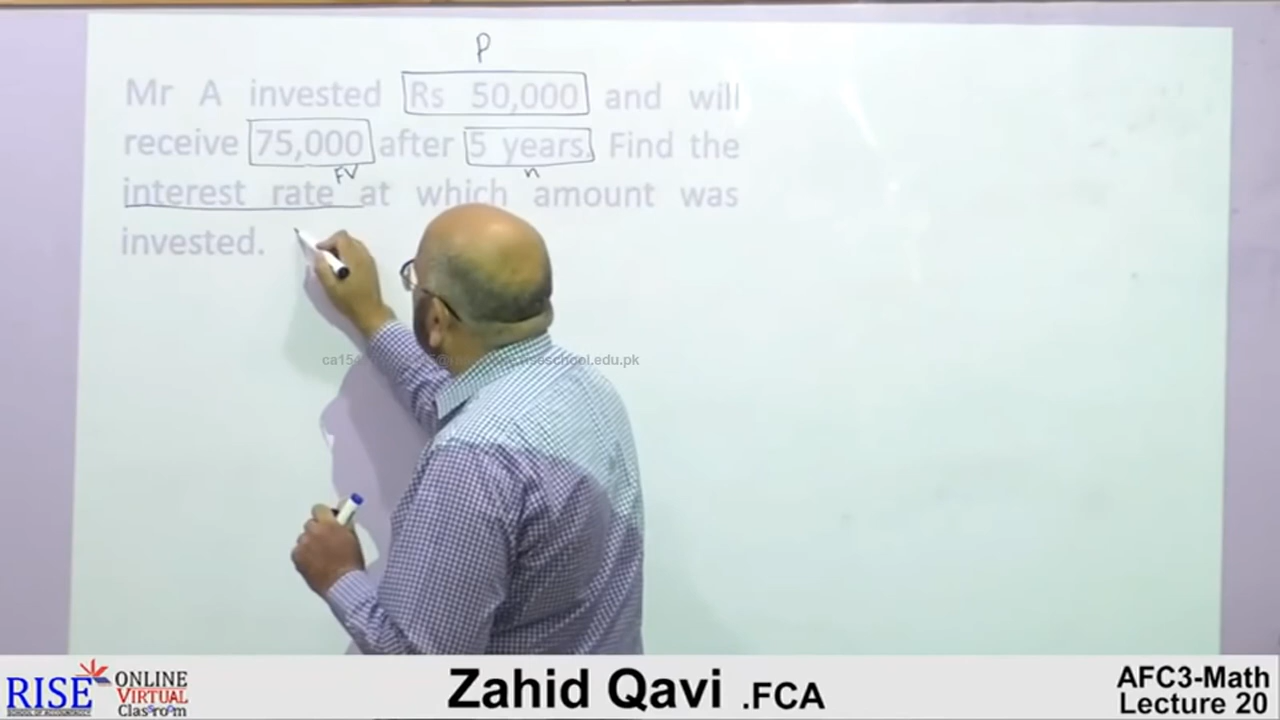 P
Mr A invested Rs 50,000 and will
receive 75,000 after 5 years. Find the
FV n
interest rate at which amount was
invested.
RISE ONLINE
VIRTUAL
Classroom
Zahid Qavi .FCA
AFC3-Math
Lecture 20